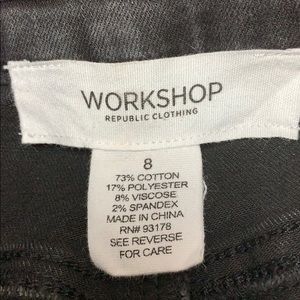 WORKSHOP
REPUBLIC CLOTHING
8
73% COTTON
17% POLYESTER
8% VISCOSE
2% SPANDEX
MADE IN CHINA
RN# 93178
SEE REVERSE
FOR CARE